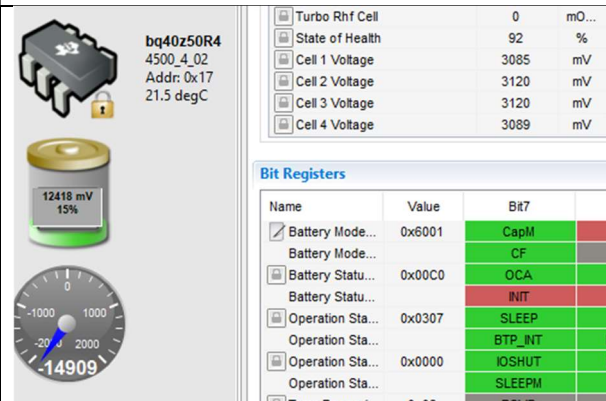 bq40z50R4
4500_4_02
Addr: 0x17
21.5 degC
12418 mV
15%
0
-1000 1000
2000
-14909
Turbo Rhf Cell 0 mO...
State of Health 92 %
Cell 1 Voltage 3085 mV
Cell 2 Voltage 3120 mV
Cell 3 Voltage 3120 mV
Cell 4 Voltage 3089 mV
Bit Registers
Name Value Bit7
Battery Mode... 0x6001 CapM
Battery Mode... CF
Battery Statu... 0x00C0 OCA
Battery Statu... INIT
Operation Sta... 0x0307 SLEEP
Operation Sta... BTP_INT
Operation Sta... 0x0000 IOSHUT
Operation Sta... SLEEPM